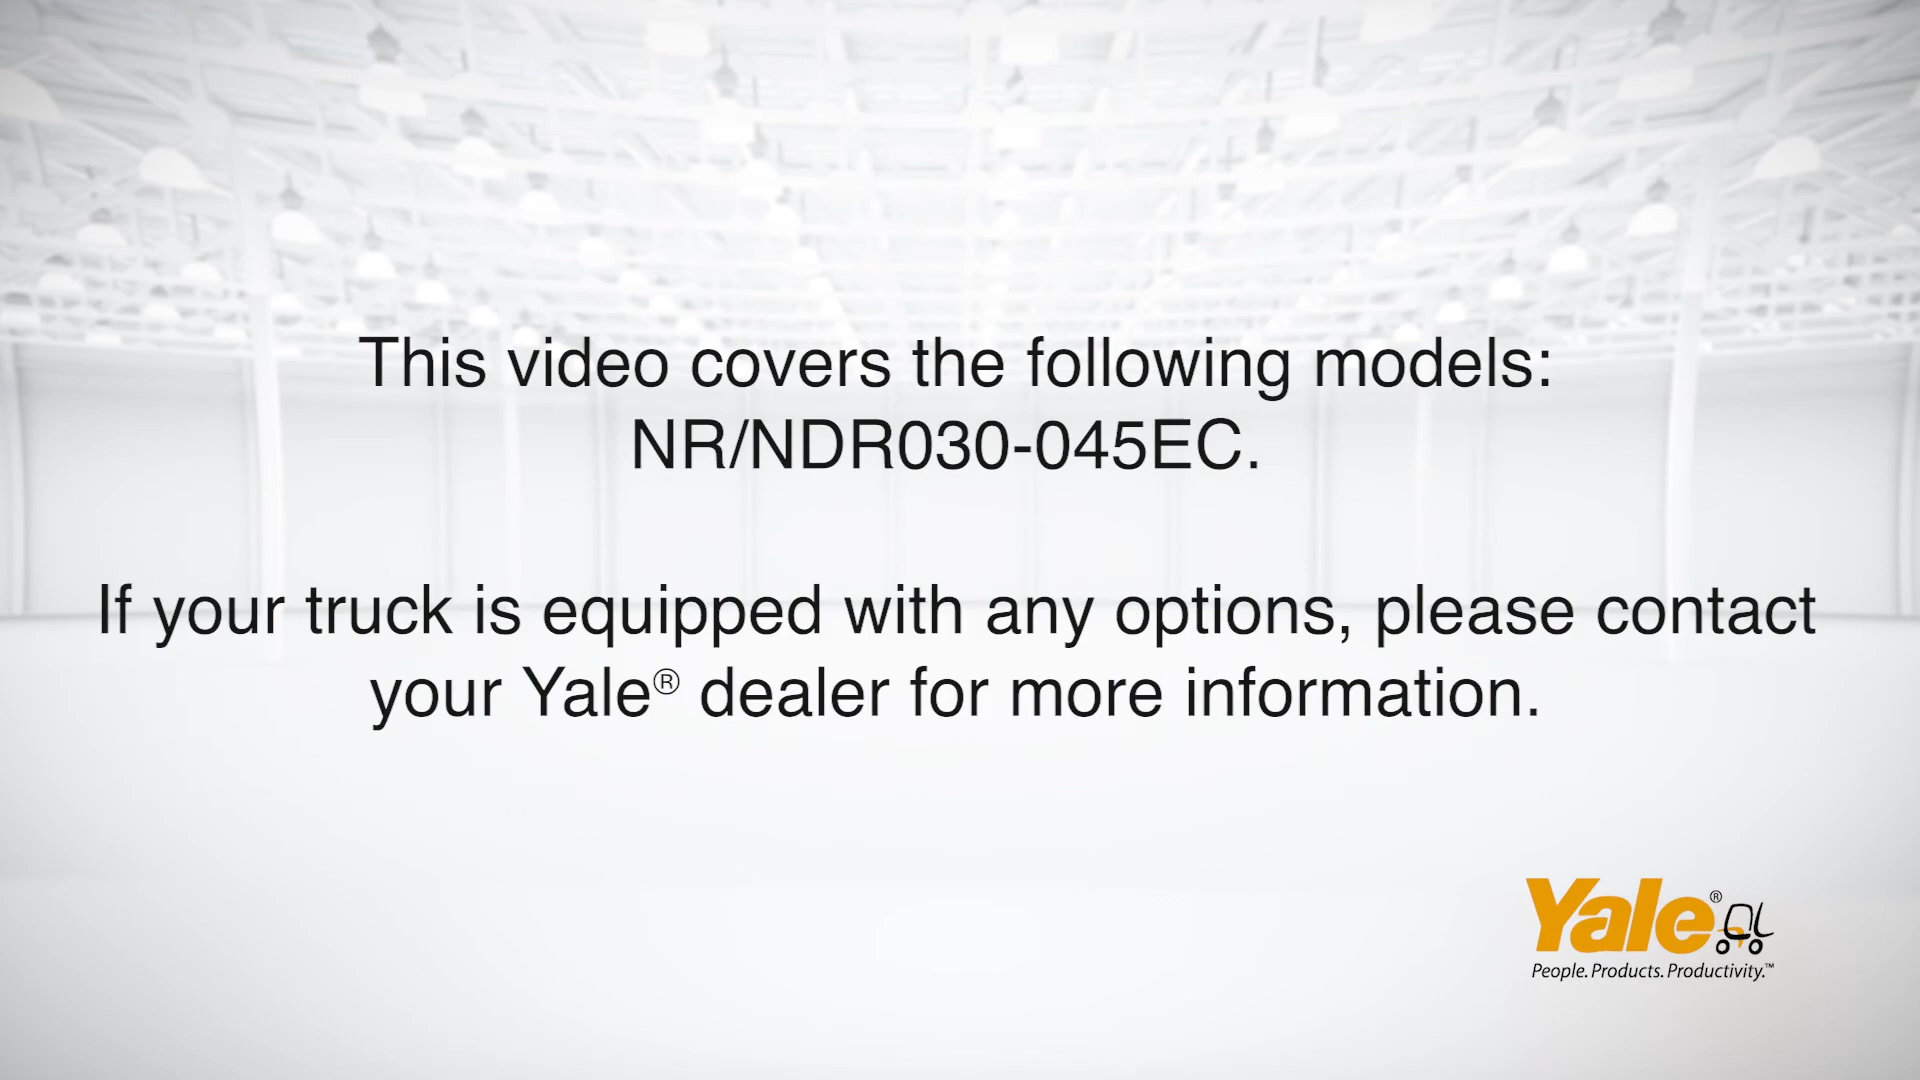 This video covers the following models:
NR/NDR030-045EC.
If your truck is equipped with any options, please contact
your Yale® dealer for more information.
Yale®
People. Products. Productivity.™